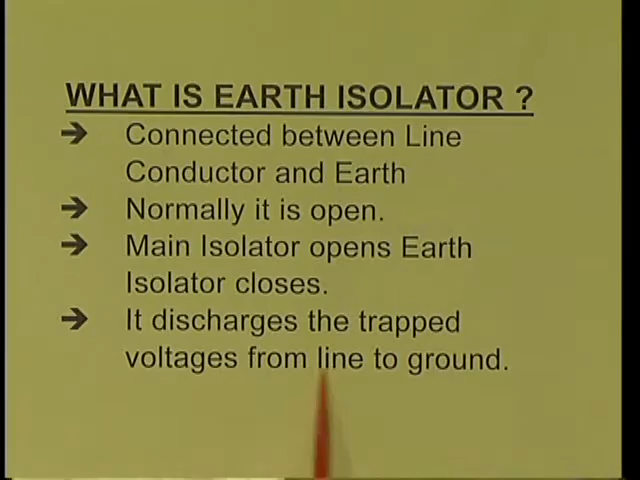 WHAT IS EARTH ISOLATOR ?
➔ Connected between Line
Conductor and Earth
➔ Normally it is open.
➔ Main Isolator opens Earth
Isolator closes.
➔ It discharges the trapped
voltages from line to ground.